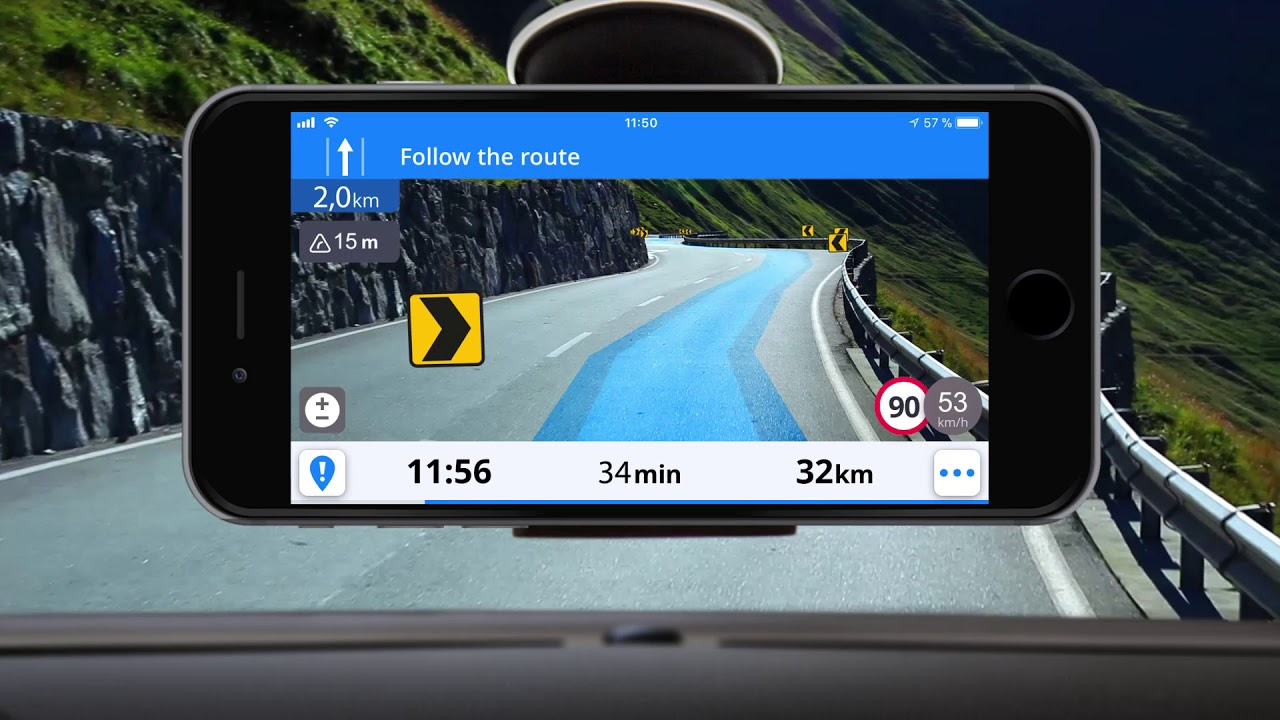 11:50
57 %
Follow the route
2,0km
15 m
90
53
km/h
11:56
34min
32km